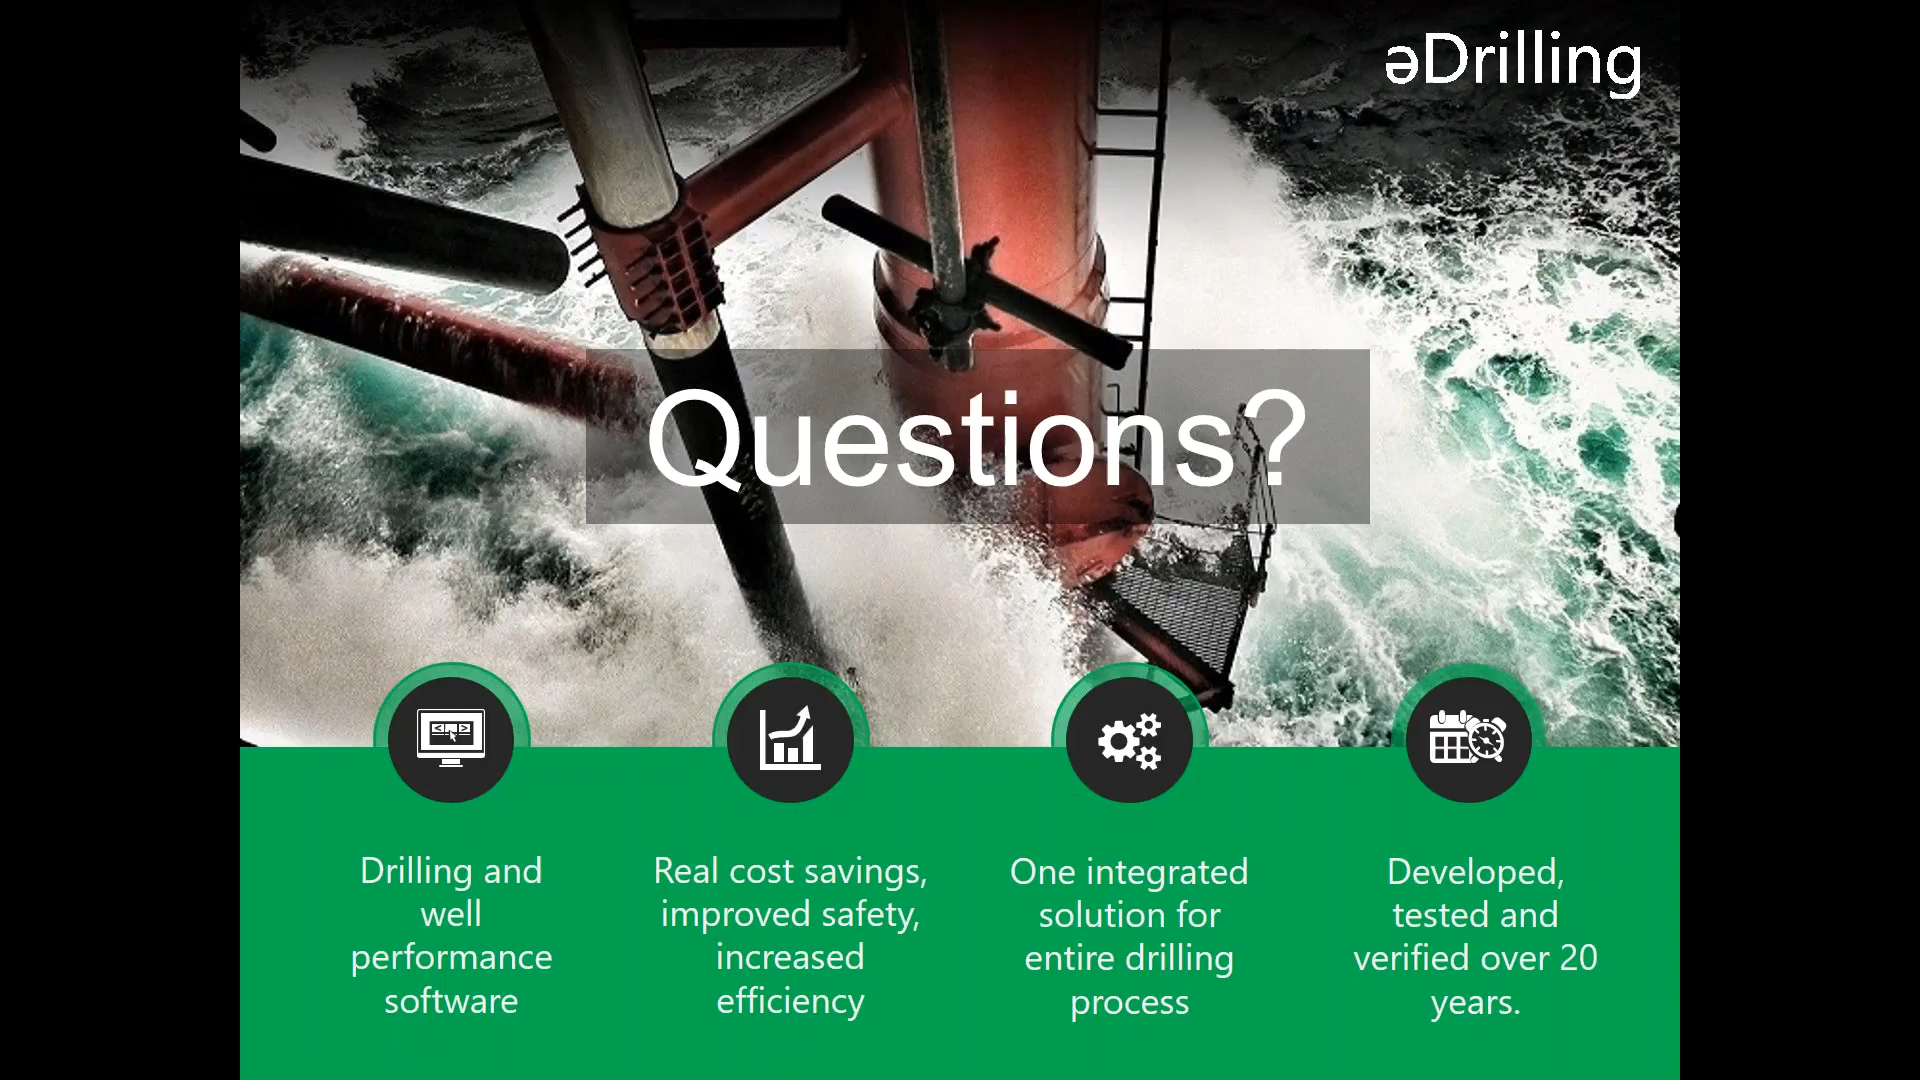 əDrilling
Questions?
Drilling and
well
performance
software
Real cost savings,
improved safety,
increased
efficiency
One integrated
solution for
entire drilling
process
Developed,
tested and
verified over 20
years.